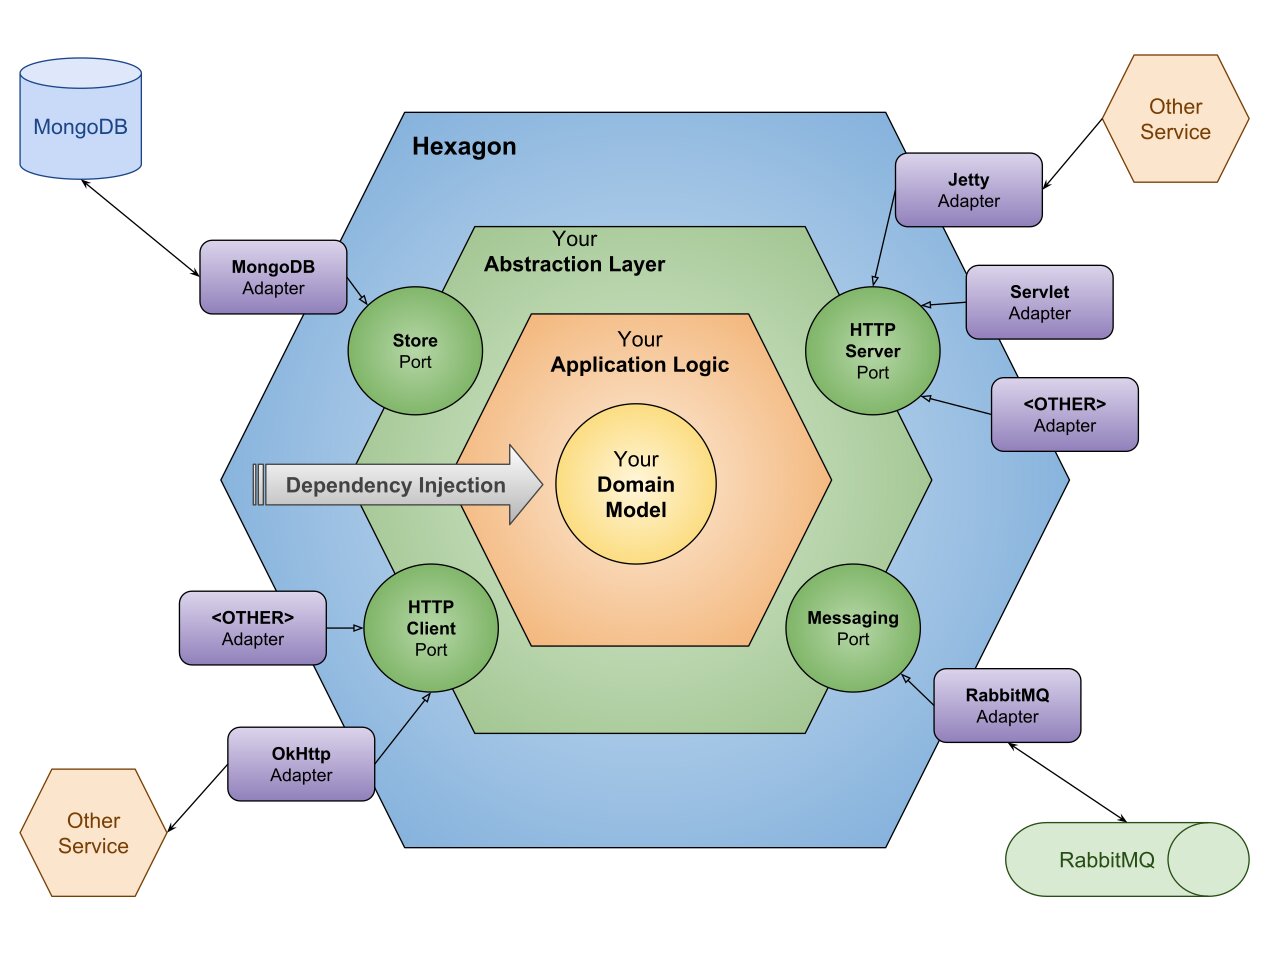 MongoDB
Other
Service
Hexagon
Jetty
Adapter
Your
Abstraction Layer
MongoDB
Adapter
Servlet
Adapter
Store
Port
Your
Application Logic
HTTP
Server
Port
<OTHER>
Adapter
Your
Domain
Model
Dependency Injection
<OTHER>
Adapter
HTTP
Client
Port
Messaging
Port
RabbitMQ
Adapter
OkHttp
Adapter
Other
Service
RabbitMQ